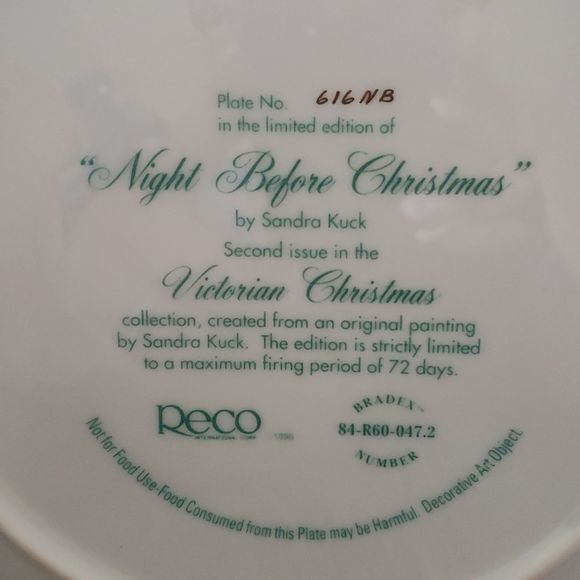 Plate No. 616NB
in the limited edition of
"Night Before Christmas"
by Sandra Kuck
Second issue in the
Victorian Christmas
collection, created from an original painting
by Sandra Kuck. The edition is strictly limited
to a maximum firing period of 72 days.
Reco
INTERNATIONAL CORP. 1996
BRADEX™
84-R60-047.2
NUMBER
Not for Food Use-Food Consumed from this Plate may be Harmful. Decorative Art Object.